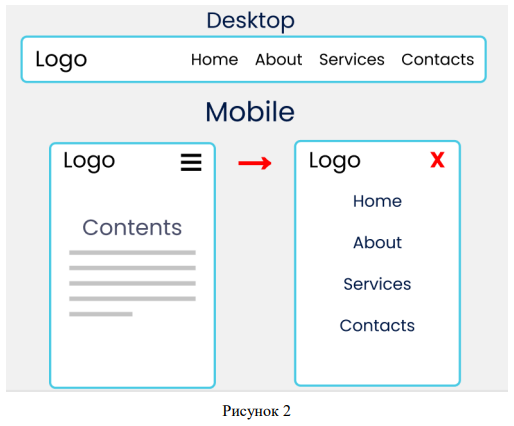 Desktop
Logo Home About Services Contacts
Mobile
Logo
Contents
Logo X
Home
About
Services
Contacts
Рисунок 2